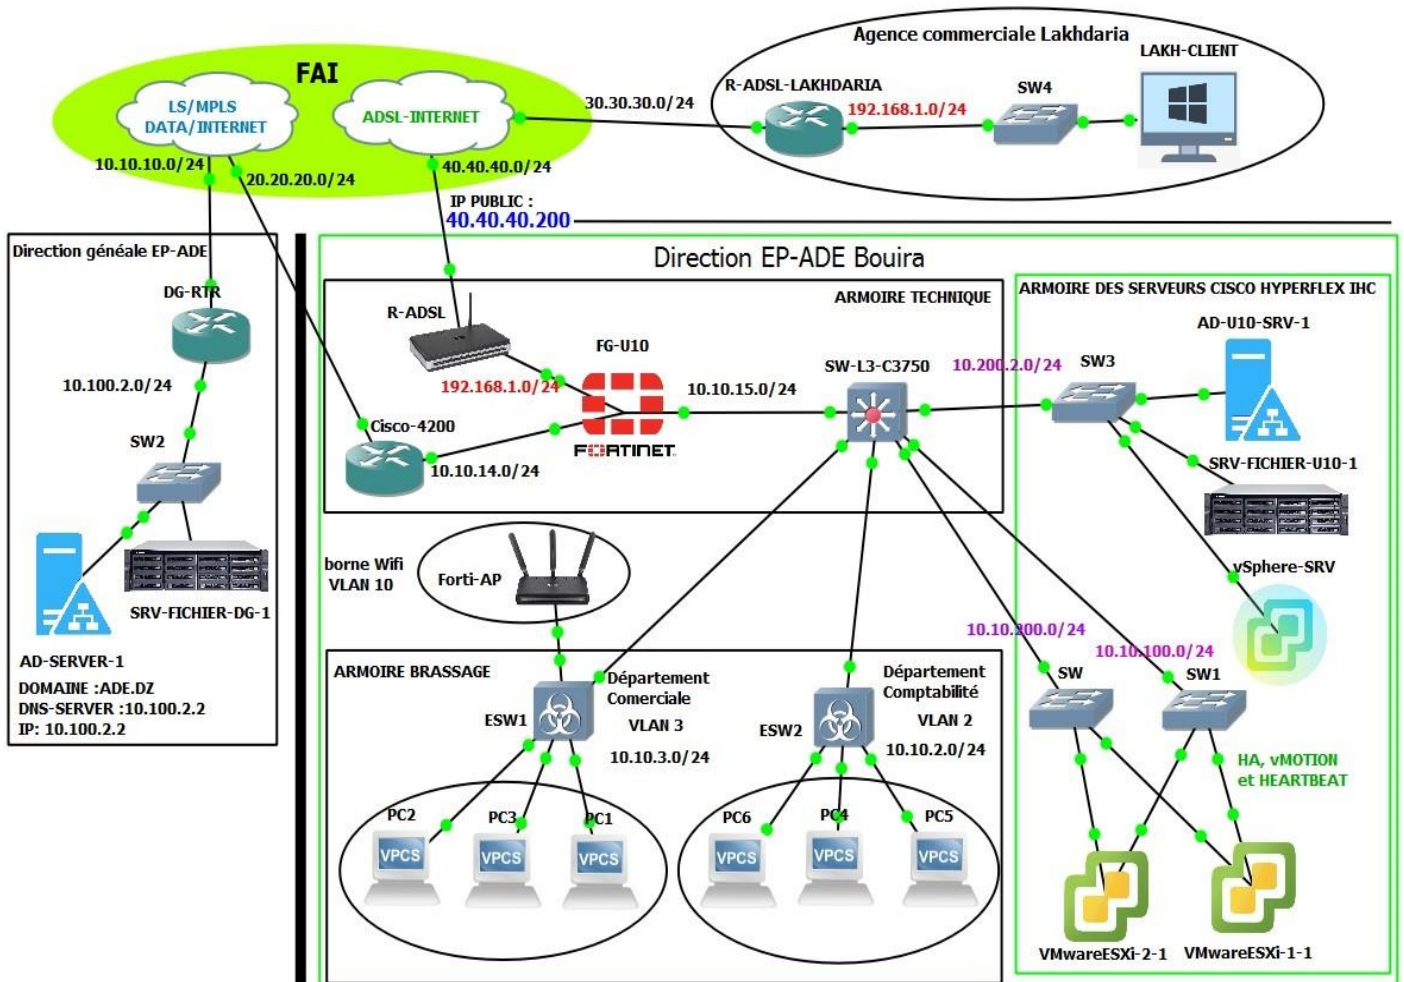 Agence commerciale Lakhdaria
LAKH-CLIENT
FAI
R-ADSL-LAKHDARIA
SW4
LS/MPLS
DATA/INTERNET
ADSL-INTERNET
30.30.30.0/24
192.168.1.0/24
10.10.10.0/24
20.20.20.0/24
40.40.40.0/24
IP PUBLIC :
40.40.40.200
Direction généale EP-ADE
DG-RTR
10.100.2.0/24
SW2
SRV-FICHIER-DG-1
AD-SERVER-1
DOMAINE :ADE.DZ
DNS-SERVER :10.100.2.2
IP: 10.100.2.2
Direction EP-ADE Bouira
ARMOIRE TECHNIQUE
R-ADSL
FG-U10
SW-L3-C3750
192.168.1.0/24
10.10.15.0/24
Cisco-4200
FORTINET
10.10.14.0/24
ARMOIRE DES SERVEURS CISCO HYPERFLEX IHC
AD-U10-SRV-1
10.200.2.0/24
SW3
SRV-FICHIER-U10-1
vSphere-SRV
10.10.200.0/24
10.10.100.0/24
SW
SW1
HA, vMOTION
et HEARTBEAT
VMwareESXi-2-1
VMwareESXi-1-1
borne Wifi
VLAN 10
Forti-AP
ARMOIRE BRASSAGE
Département
Comerciale
VLAN 3
10.10.3.0/24
ESW1
Département
Comptabilité
VLAN 2
10.10.2.0/24
ESW2
PC2
PC3
PC1
VPCS
VPCS
VPCS
PC6
PC4
PC5
VPCS
VPCS
VPCS